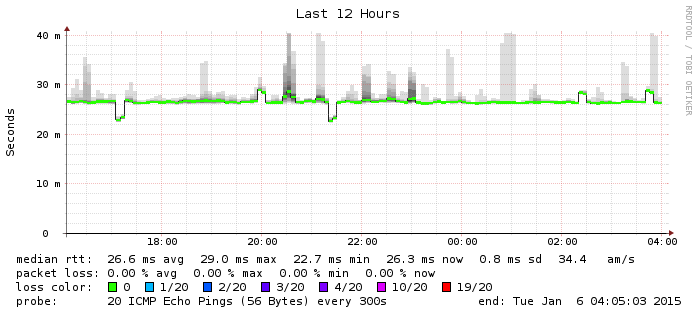 Last 12 Hours
RRDTOOL / TOBI OETIKER
Seconds
40 m
30 m
20 m
10 m
0
18:00 20:00 22:00 00:00 02:00 04:00
median rtt: 26.6 ms avg 29.0 ms max 22.7 ms min 26.3 ms now 0.8 ms sd 34.4 am/s
packet loss: 0.00 % avg 0.00 % max 0.00 % min 0.00 % now
loss color: 0 1/20 2/20 3/20 4/20 10/20 19/20
probe: 20 ICMP Echo Pings (56 Bytes) every 300s end: Tue Jan 6 04:05:03 2015